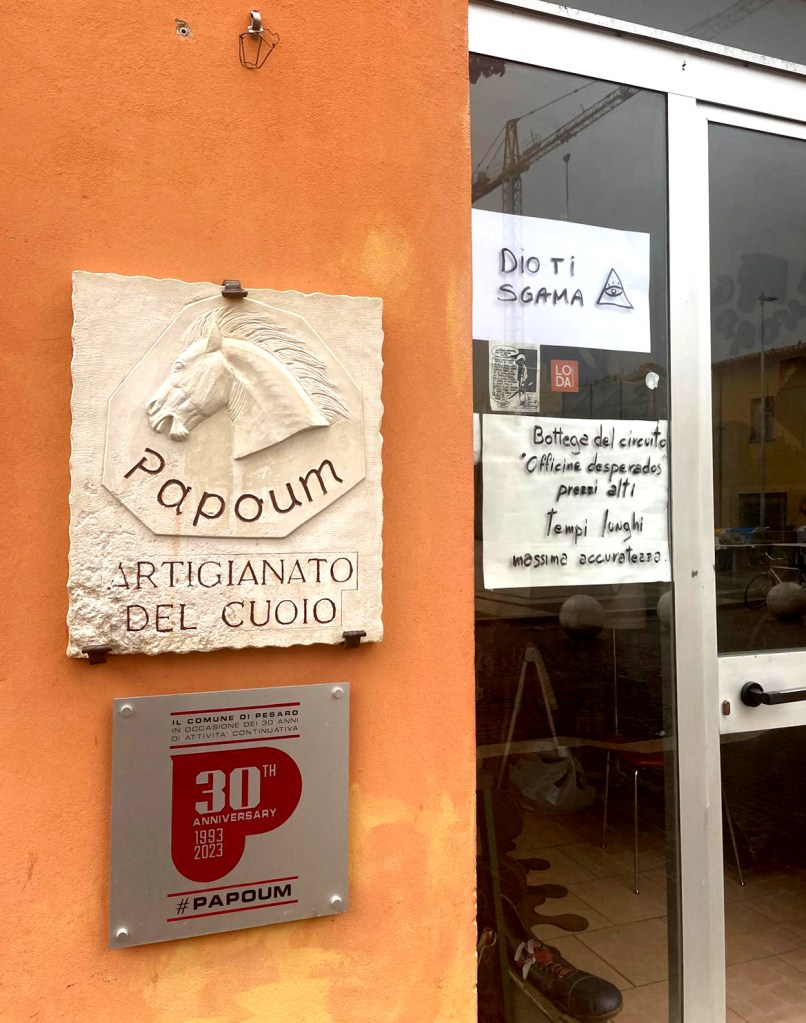 Papoum
ARTIGIANATO
DEL CUOIO
IL COMUNE DI PESARO
IN OCCASIONE DEI 30 ANNI
DI ATTIVITA' CONTINUATIVA
30TH
ANNIVERSARY
1993
2023
#PAPOUM
DIO TI
SGAMA
LO
DA
Bottega del circuito
"Officine desperados"
prezzi alti
Tempi lunghi
massima accuratezza.